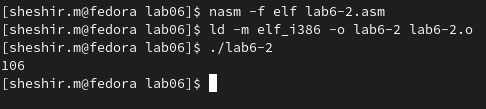 [sheshir.m@fedora lab06]$ nasm -f elf lab6-2.asm
[sheshir.m@fedora lab06]$ ld -m elf_i386 -o lab6-2 lab6-2.o
[sheshir.m@fedora lab06]$ ./lab6-2
106
[sheshir.m@fedora lab06]$